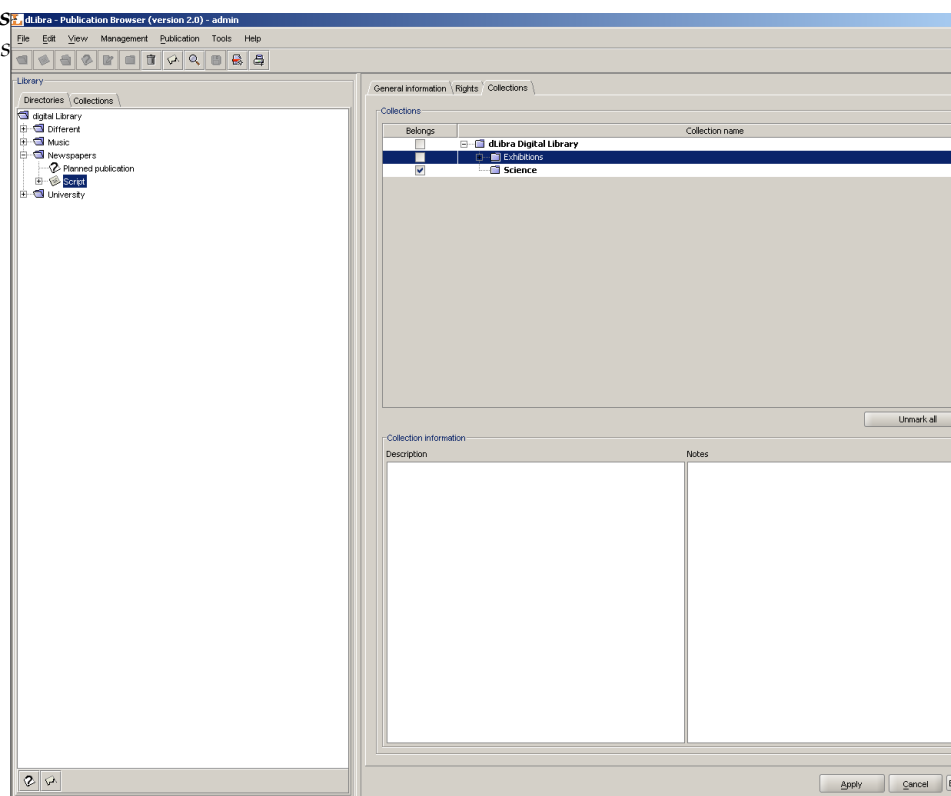 s
dLibra - Publication Browser (version 2.0) - admin
File Edit View Management Publication Tools Help
s
Library
Directories Collections
digital Library
Different
Music
Newspapers
Planned publication
Script
University
General information Rights Collections
Collections
Belongs Collection name
dLibra Digital Library
Exhibitions
Science
Unmark all
Collection information
Description Notes
Apply Cancel